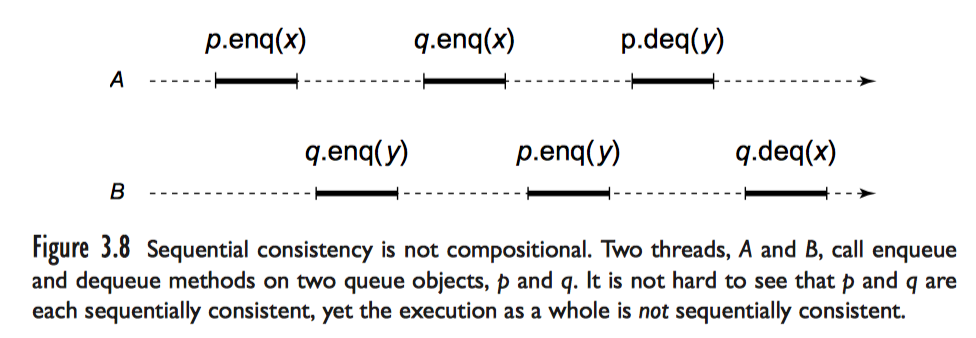 p.enq(x) q.enq(x) p.deq(y)
A
q.enq(y) p.enq(y) q.deq(x)
B
Figure 3.8 Sequential consistency is not compositional. Two threads, A and B, call enqueue
and dequeue methods on two queue objects, p and q. It is not hard to see that p and q are
each sequentially consistent, yet the execution as a whole is not sequentially consistent.